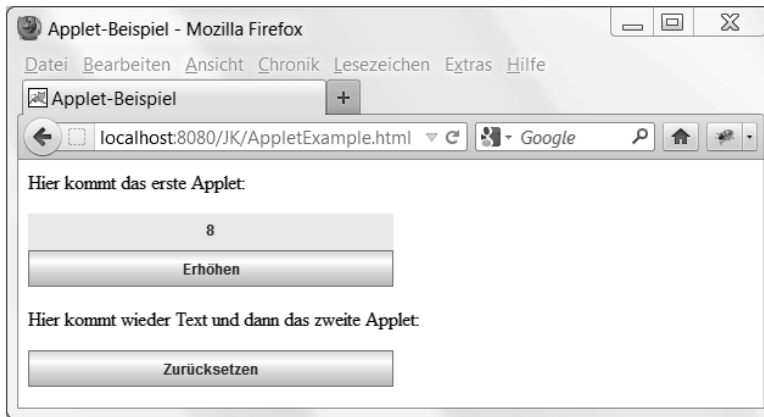 Applet-Beispiel - Mozilla Firefox
Datei Bearbeiten Ansicht Chronik Lesezeichen Extras Hilfe
Applet-Beispiel
localhost:8080/JK/AppletExample.html Google
Hier kommt das erste Applet:
8
Erhöhen
Hier kommt wieder Text und dann das zweite Applet:
Zurücksetzen